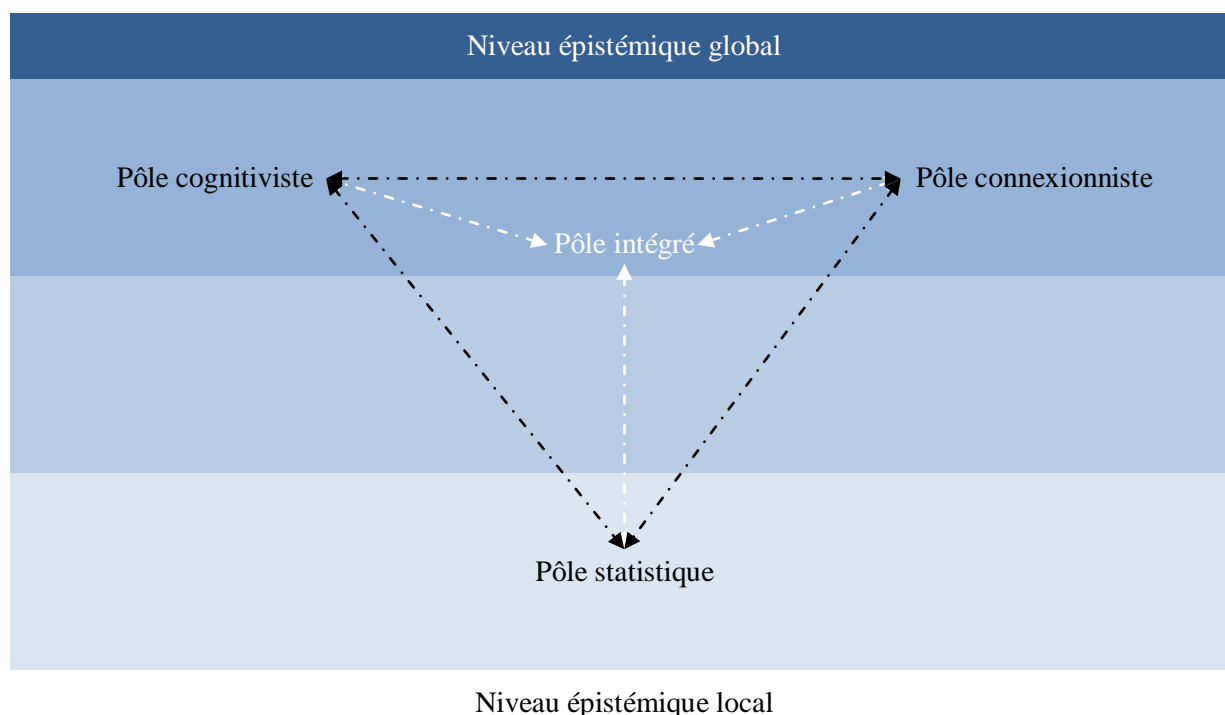 Niveau épistémique global
Pôle cognitiviste
Pôle connexionniste
Pôle intégré
Pôle statistique
Niveau épistémique local